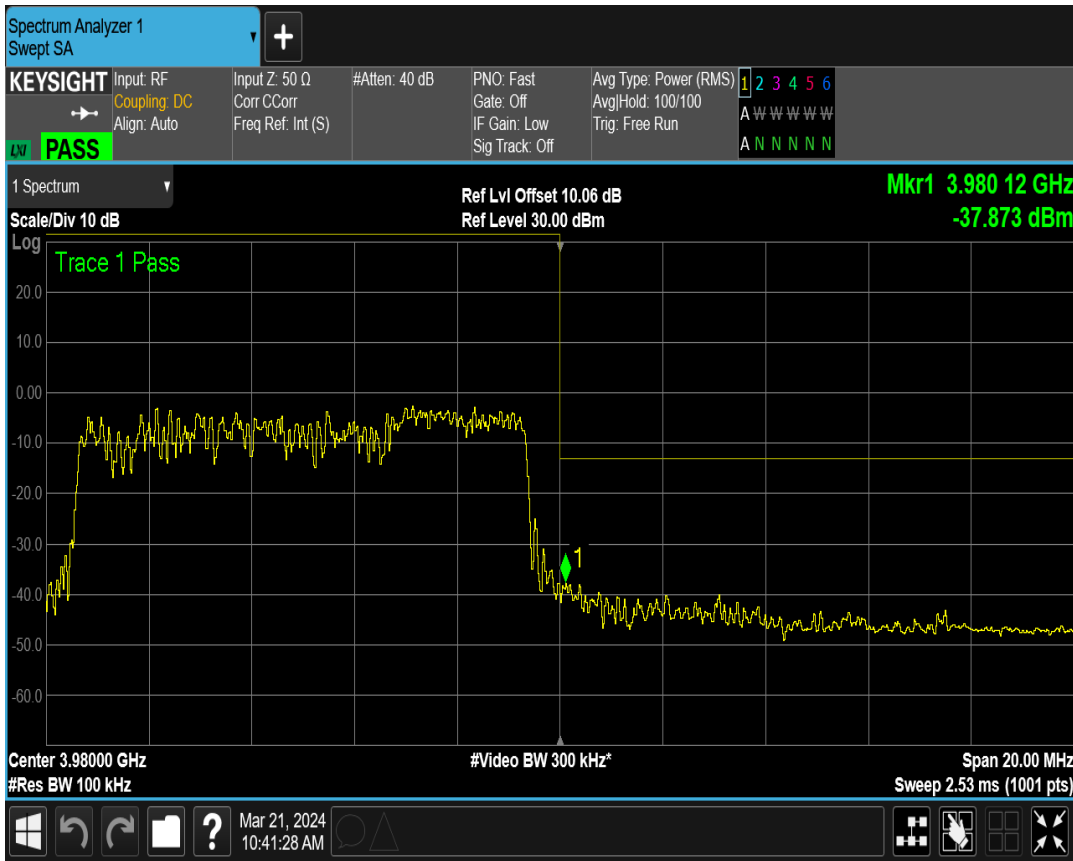 Spectrum Analyzer 1
Swept SA
+
KEYSIGHT
LXI PASS
Input: RF
Coupling: DC
Align: Auto
Input Z: 50 Ω
Corr CCorr
Freq Ref: Int (S)
#Atten: 40 dB
PNO: Fast
Gate: Off
IF Gain: Low
Sig Track: Off
Avg Type: Power (RMS)
Avg|Hold: 100/100
Trig: Free Run
1 2 3 4 5 6
A W W W W W
A N N N N N
1 Spectrum
Scale/Div 10 dB
Ref Lvl Offset 10.06 dB
Ref Level 30.00 dBm
Mkr1 3.980 12 GHz
-37.873 dBm
Log
Trace 1 Pass
20.0
10.0
0.00
-10.0
-20.0
-30.0
1
-40.0
-50.0
-60.0
Center 3.98000 GHz
#Res BW 100 kHz
#Video BW 300 kHz*
Span 20.00 MHz
Sweep 2.53 ms (1001 pts)
?
Mar 21, 2024
10:41:28 AM